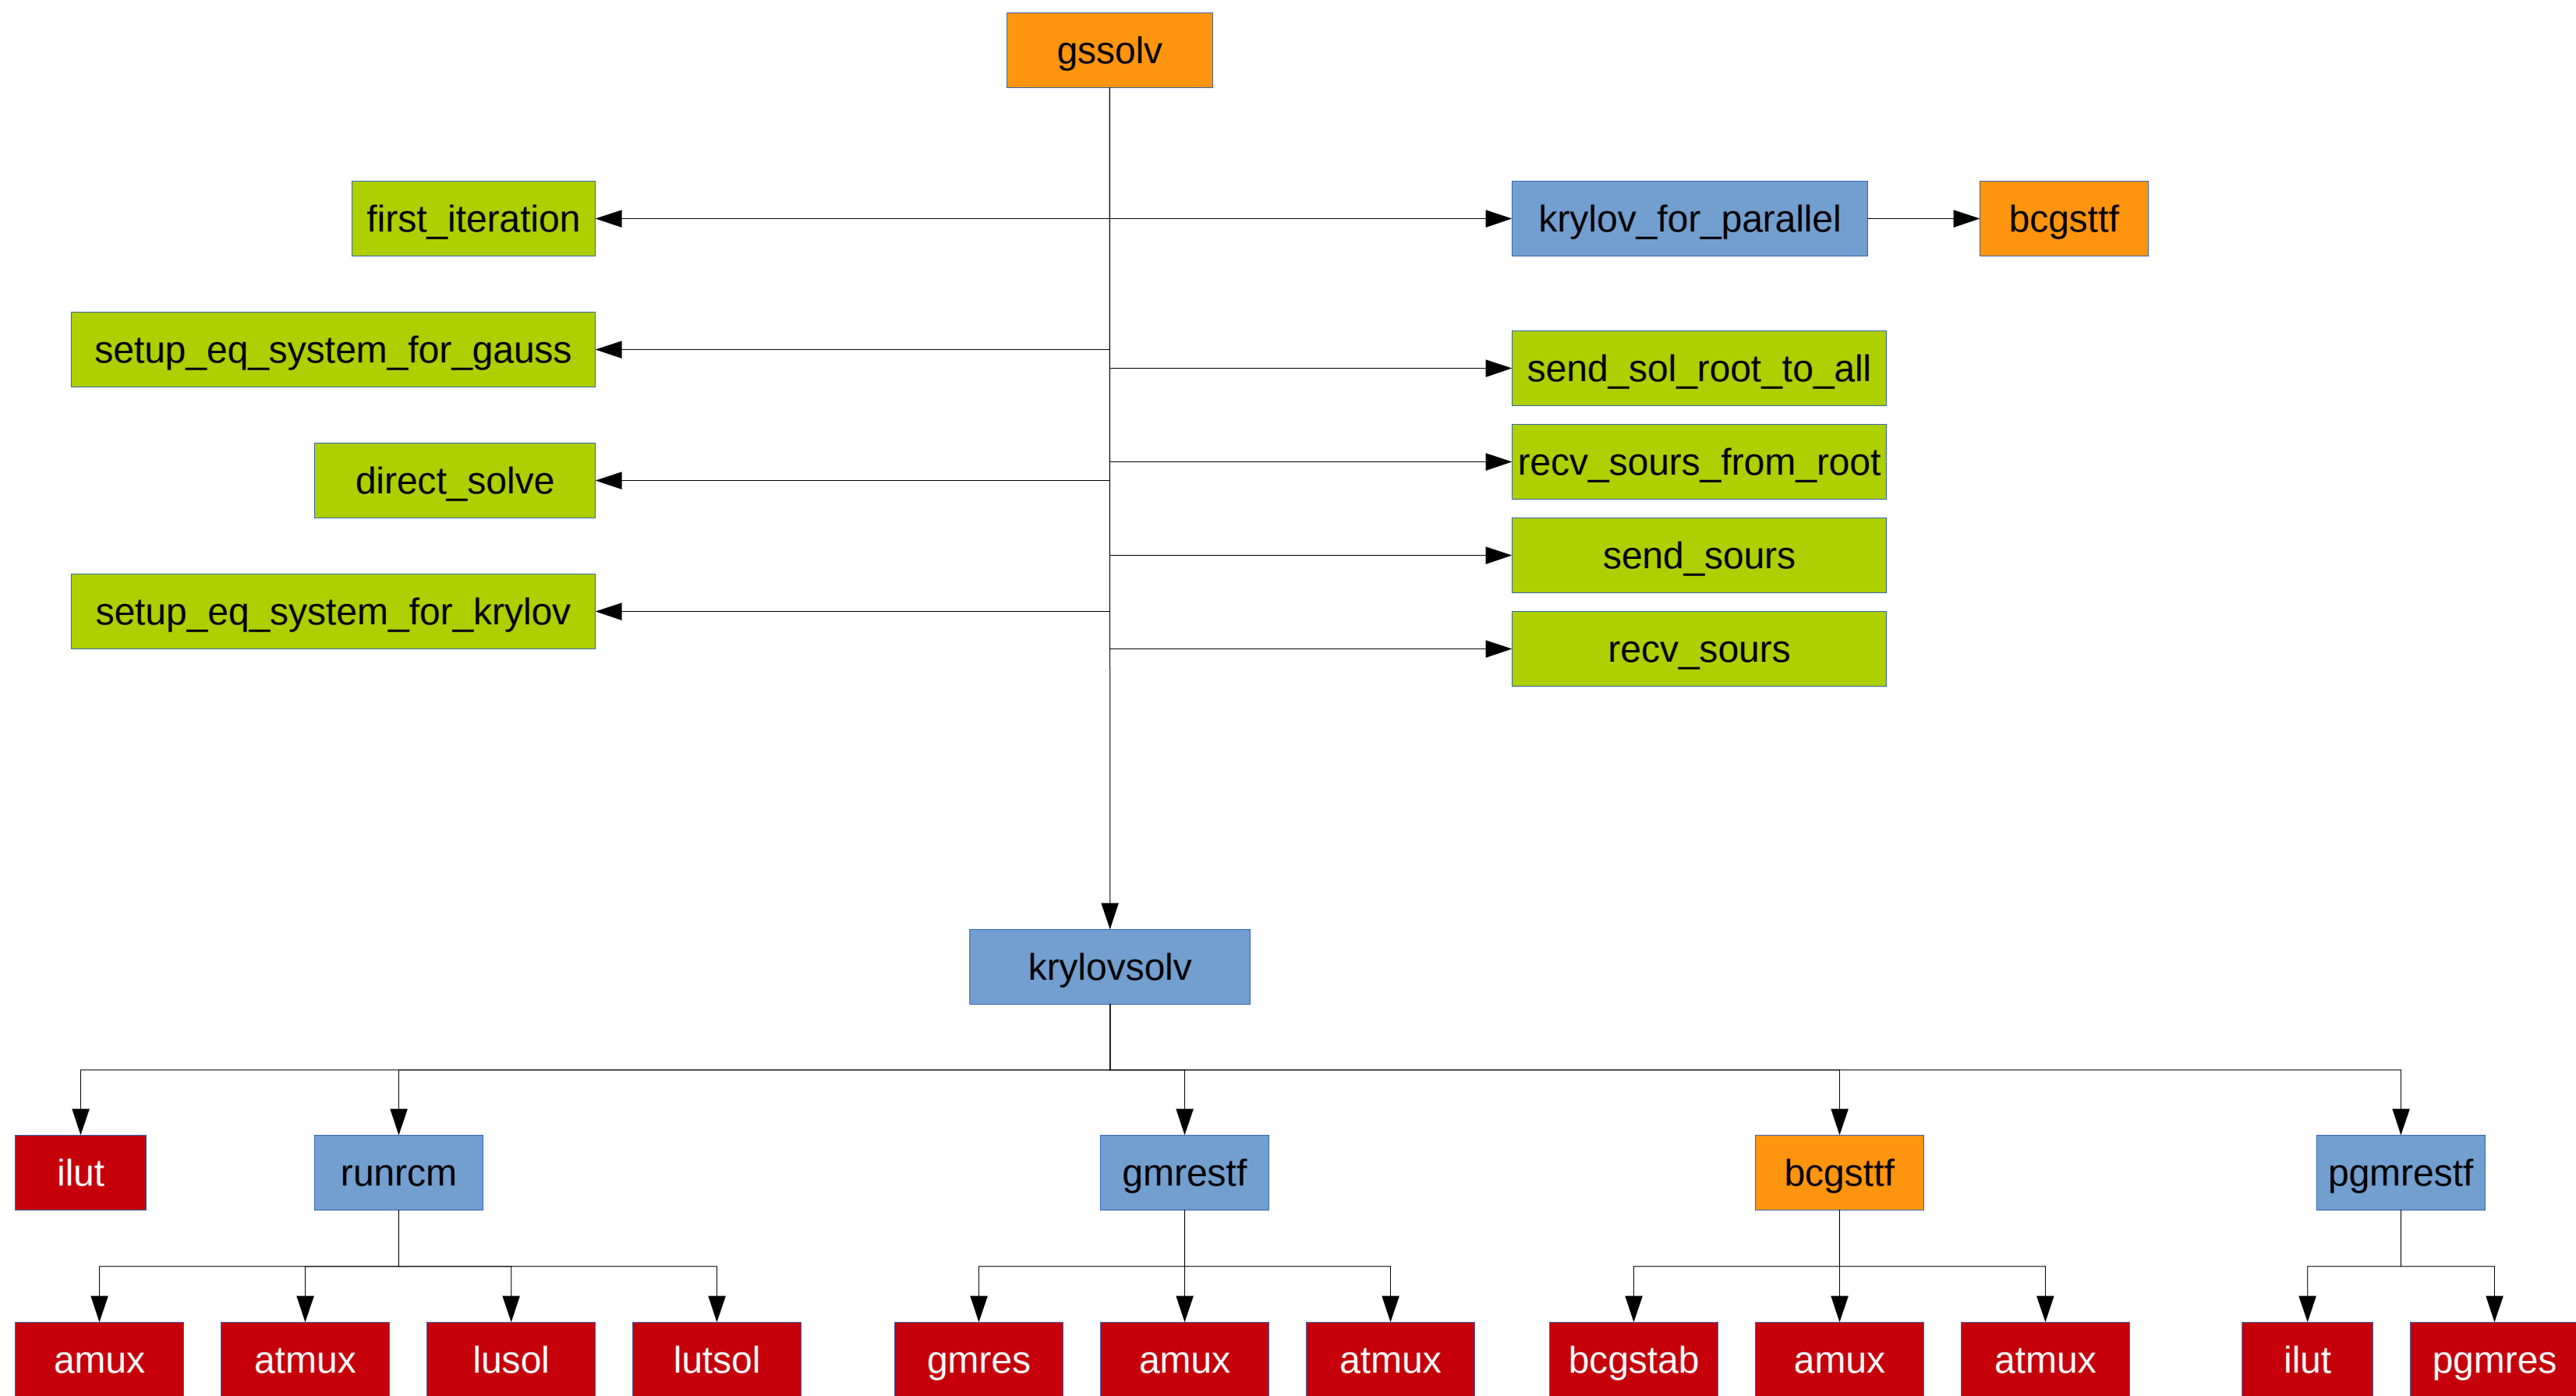 gssolv
first_iteration
krylov_for_parallel
bcgsttf
setup_eq_system_for_gauss
send_sol_root_to_all
recv_sours_from_root
direct_solve
send_sours
setup_eq_system_for_krylov
recv_sours
krylovsolv
ilut
runrcm
gmrestf
bcgsttf
pgmrestf
amux
atmux
lusol
lutsol
gmres
amux
atmux
bcgstab
amux
atmux
ilut
pgmres